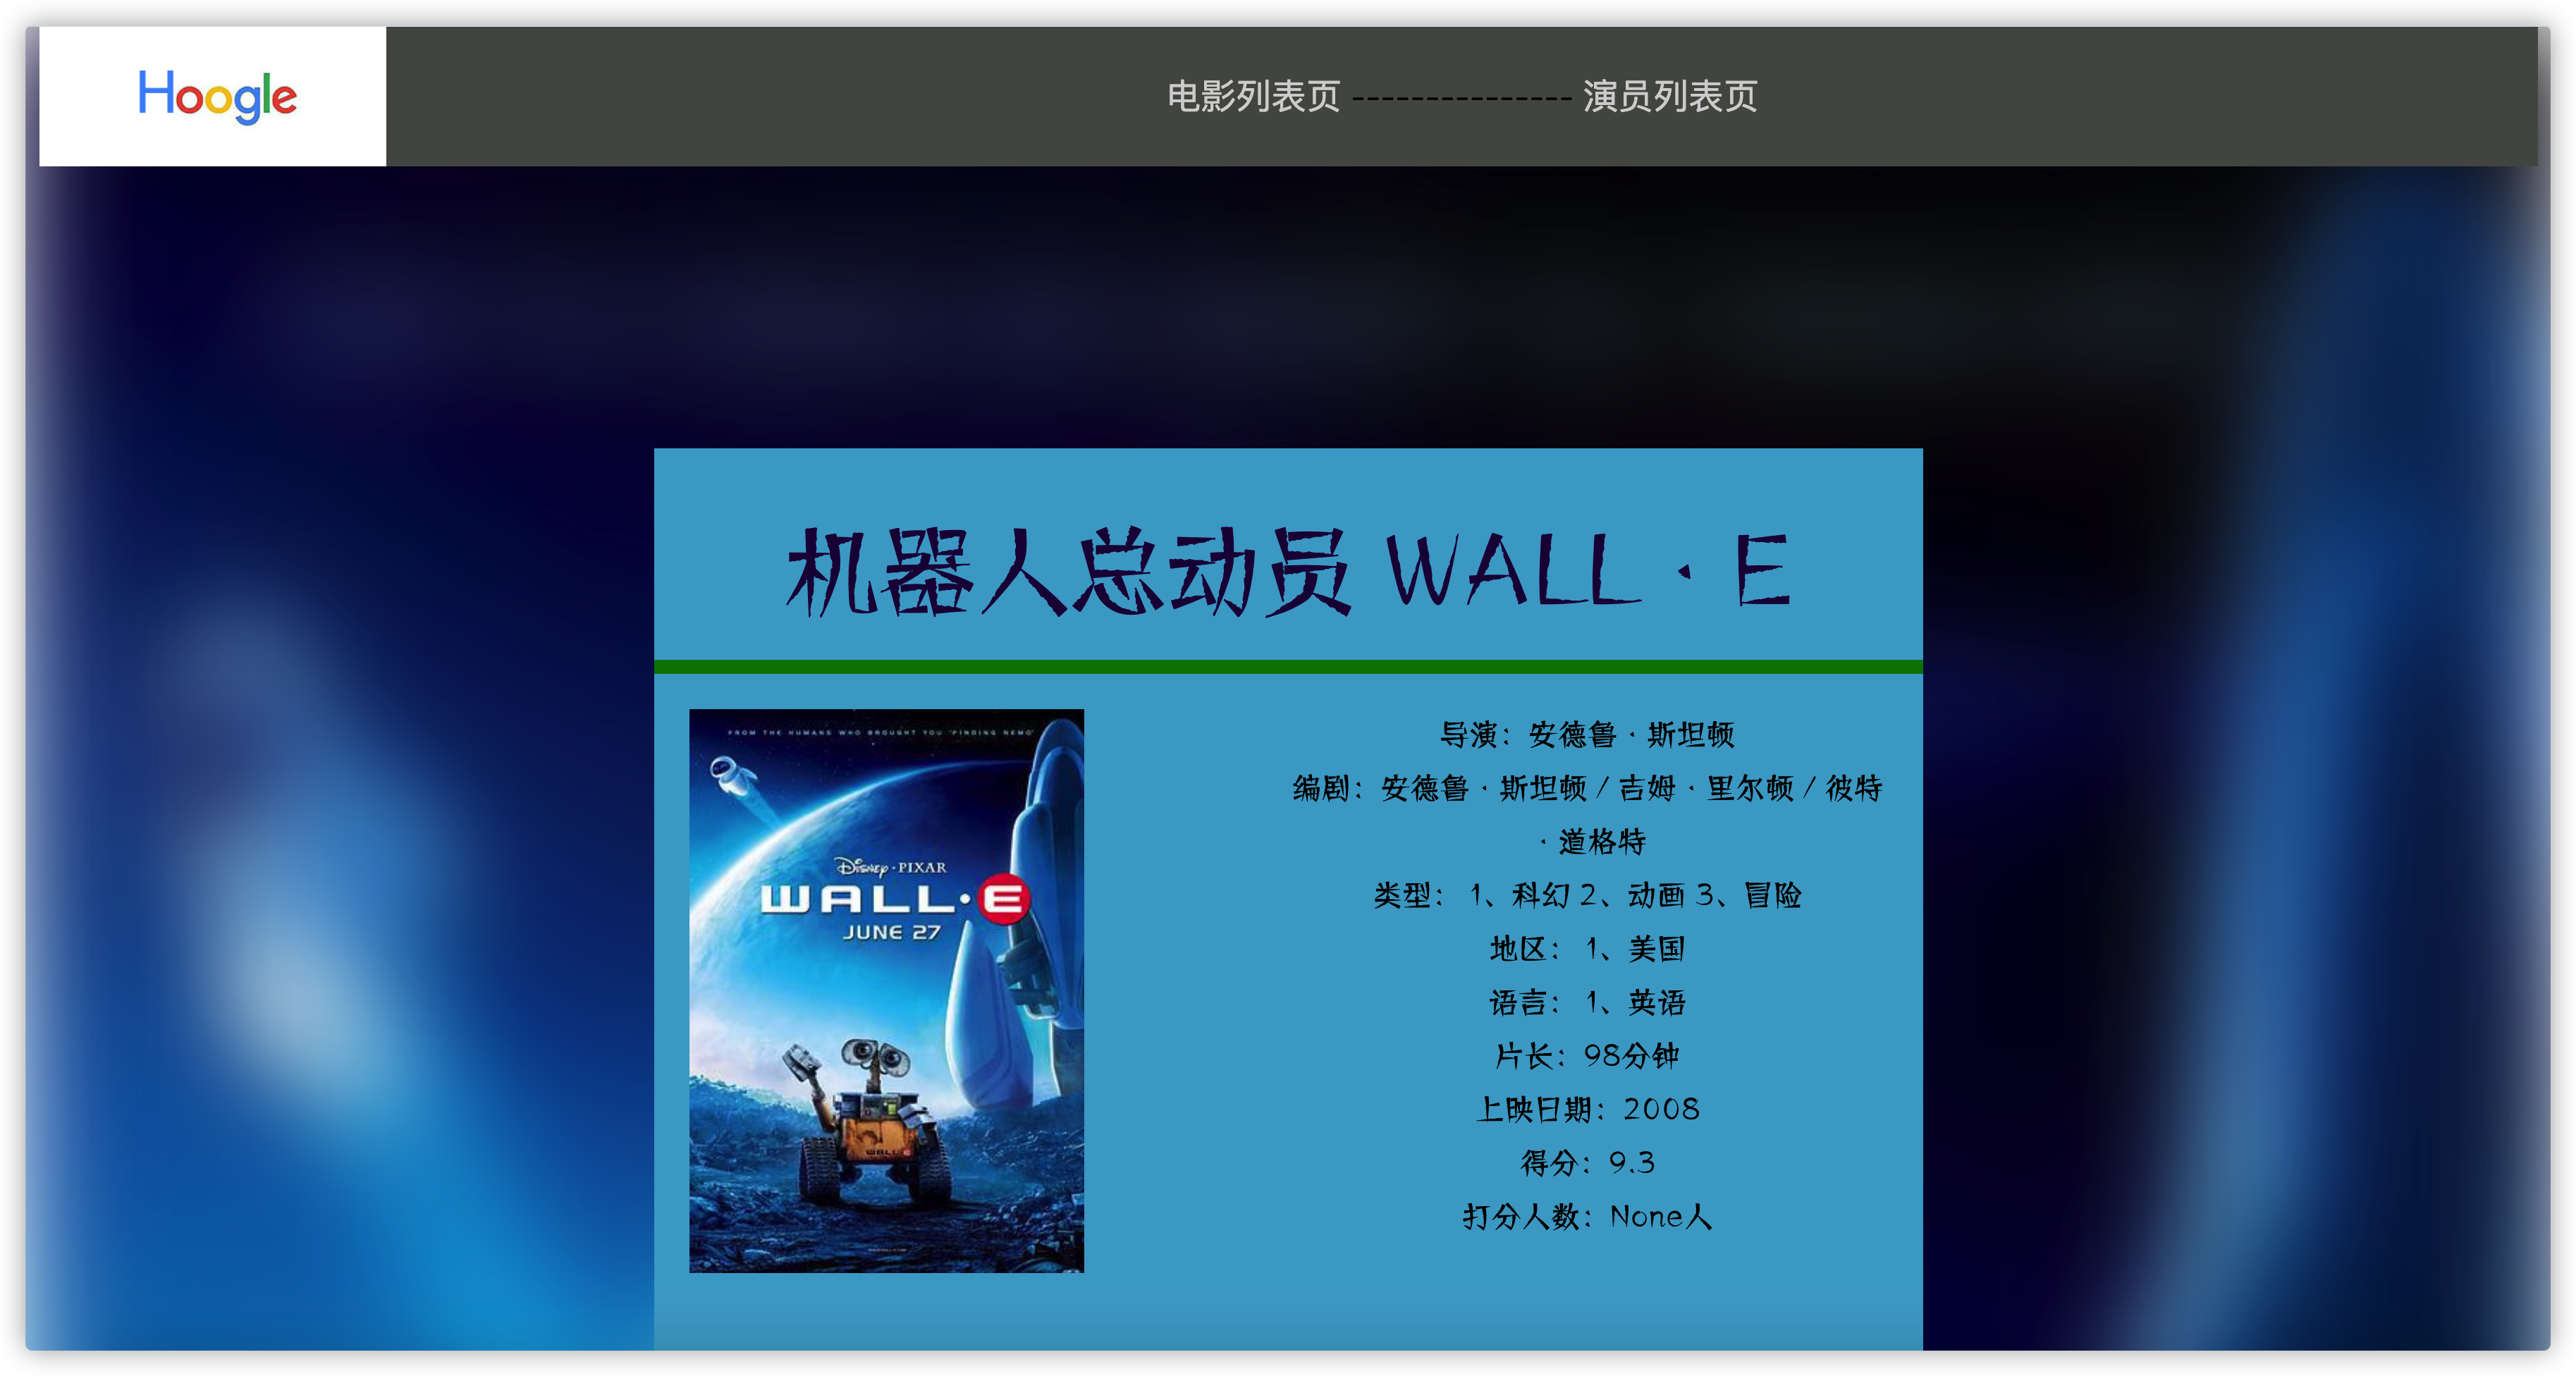 Hoogle
电影列表页 --------------- 演员列表页
机器人总动员 WALL·E
FROM THE HUMANS WHO BROUGHT YOU "FINDING NEMO"
Disney·PIXAR
WALL·E
JUNE 27
WALL·E
导演：安德鲁·斯坦顿
编剧：安德鲁·斯坦顿/吉姆·里尔顿/彼特
·道格特
类型： 1、科幻 2、动画 3、冒险
地区： 1、美国
语言： 1、英语
片长：98分钟
上映日期：2008
得分：9.3
打分人数：None人